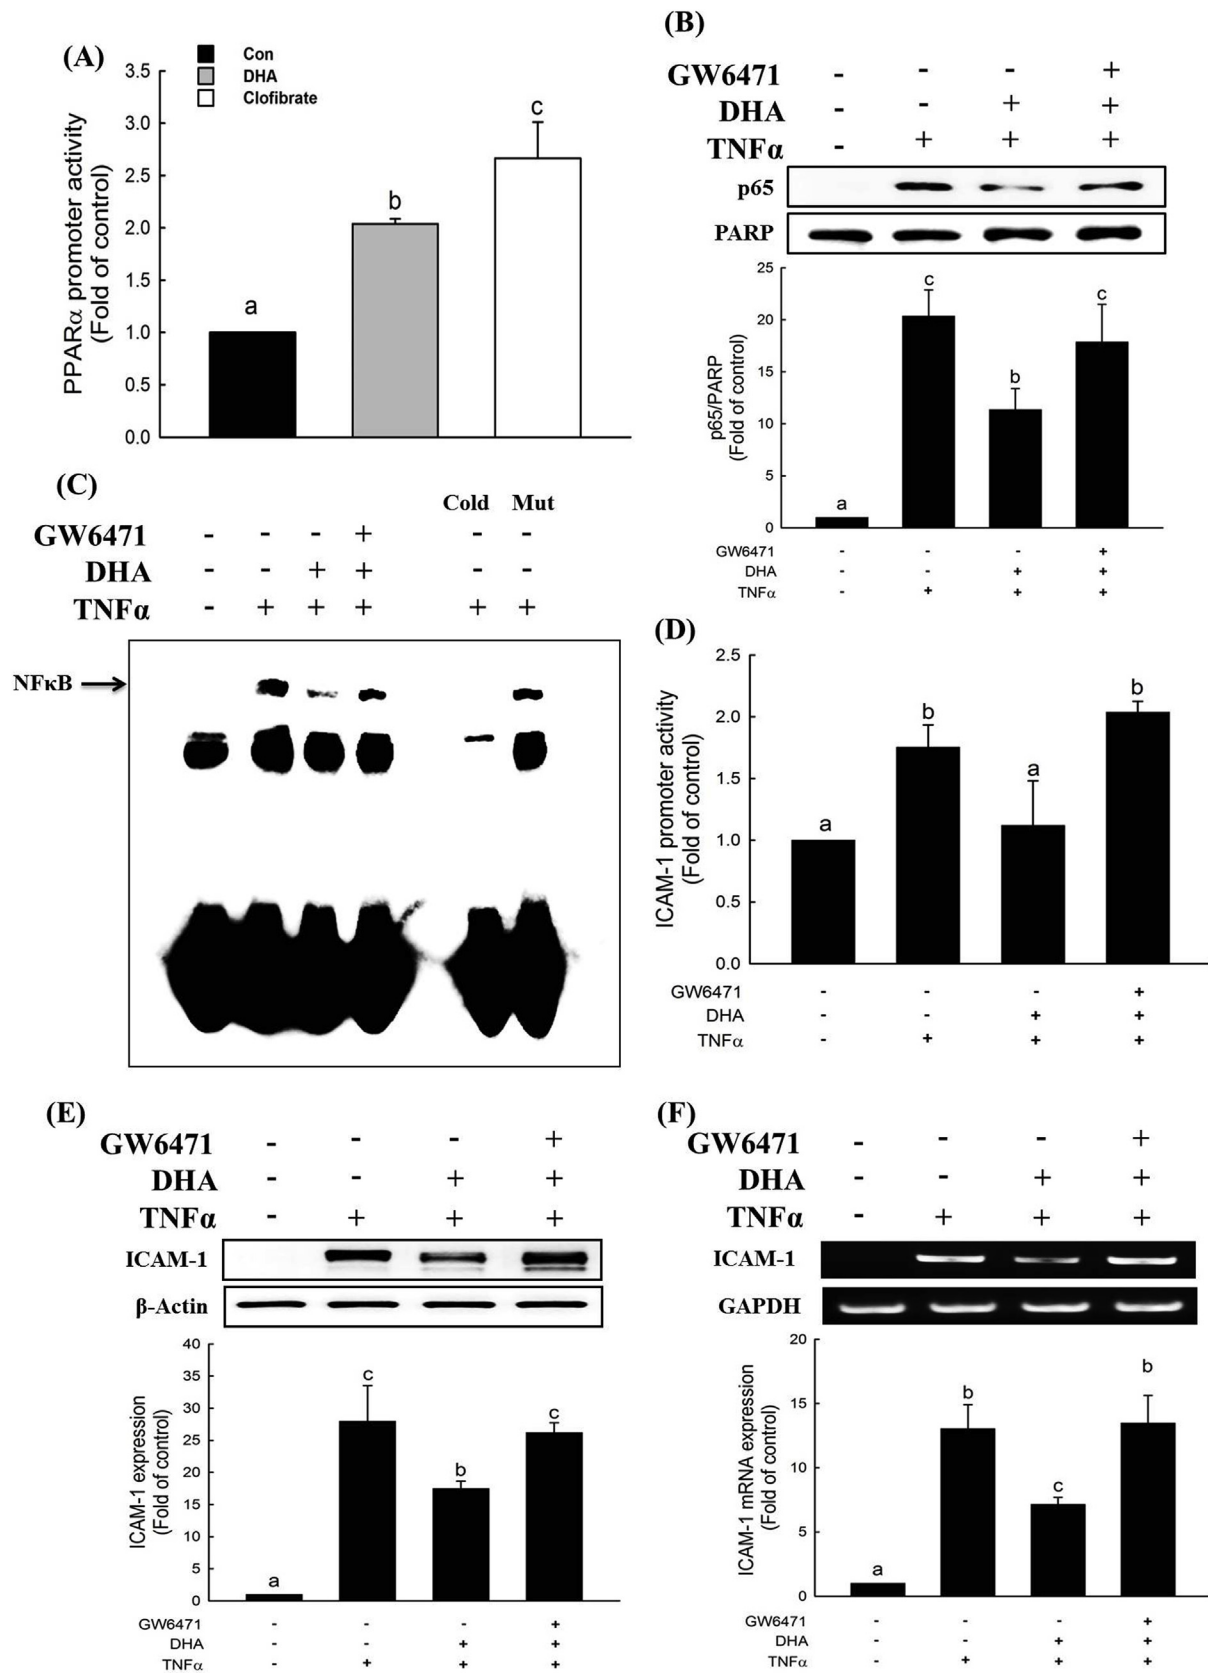 (A)
Con
DHA
Clofibrate
PPARα promoter activity
(Fold of control)
3.5
3.0
2.5
2.0
1.5
1.0
0.5
0.0
a
b
c
(B)
GW6471 - - - +
DHA - - + +
TNFα - + + +
p65
PARP
p65/PARP
(Fold of control)
25
20
15
10
5
0
a
c
b
c
GW6471 - - - +
DHA - - + +
TNFα - + + +
(C)
Cold Mut
GW6471 - - - + - -
DHA - - + + - -
TNFα - + + + + +
NFκB
(D)
ICAM-1 promoter activity
(Fold of control)
2.5
2.0
1.5
1.0
0.5
0.0
a
b
a
b
GW6471 - - - +
DHA - - + +
TNFα - + + +
(E)
GW6471 - - - +
DHA - - + +
TNFα - + + +
ICAM-1
β-Actin
ICAM-1 expression
(Fold of control)
40
35
30
25
20
15
10
5
0
a
c
b
c
GW6471 - - - +
DHA - - + +
TNFα - + + +
(F)
GW6471 - - - +
DHA - - + +
TNFα - + + +
ICAM-1
GAPDH
ICAM-1 mRNA expression
(Fold of control)
20
15
10
5
0
a
b
c
b
GW6471 - - - +
DHA - - + +
TNFα - + + +